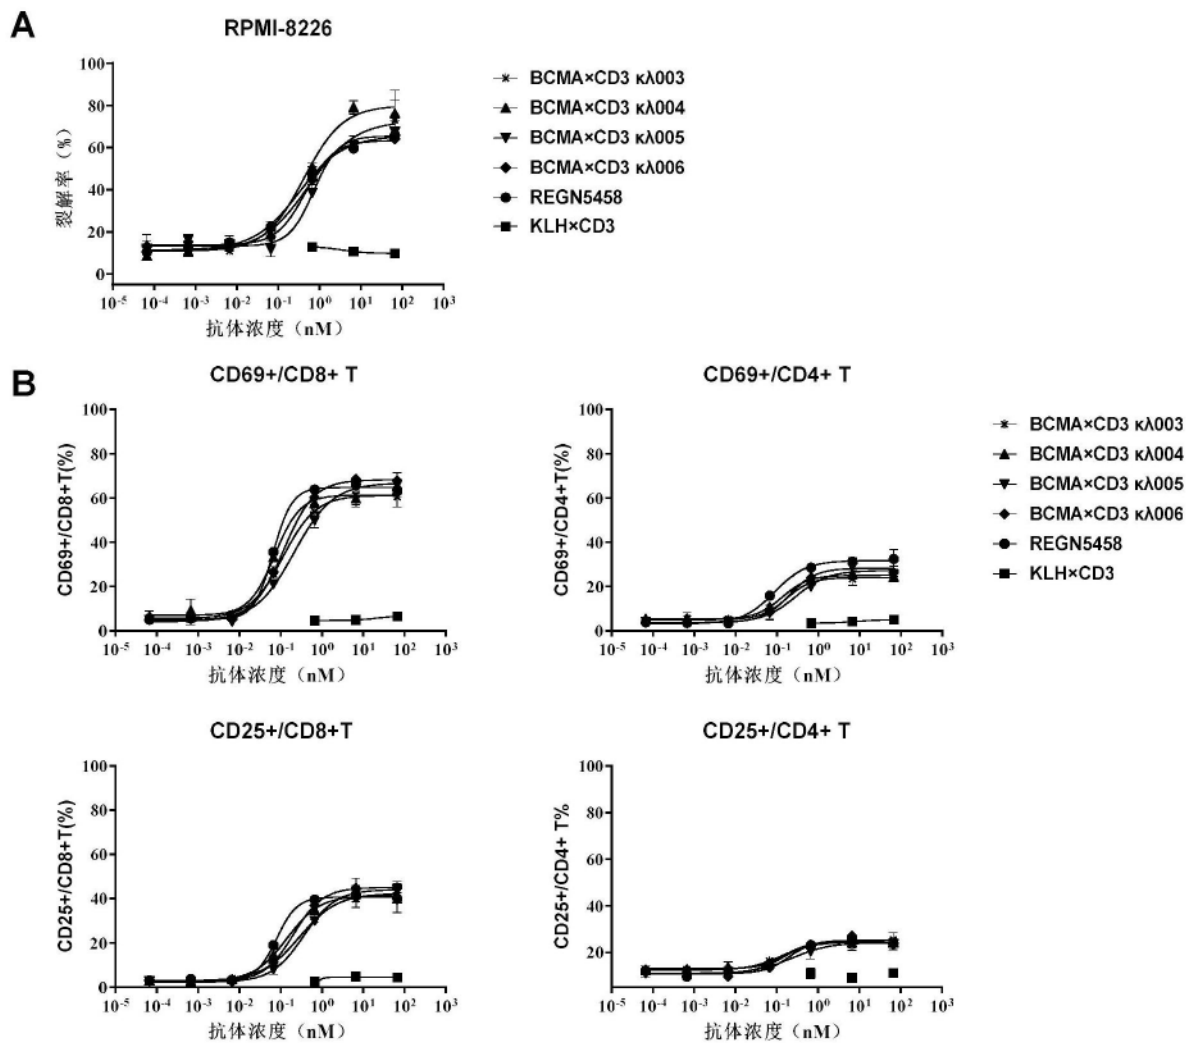 A
RPMI-8226
裂解率（%）
100
80
60
40
20
0
10-5
10-4
10-3
10-2
10-1
100
101
102
103
抗体浓度（nM）
BCMA×CD3 κλ003
BCMA×CD3 κλ004
BCMA×CD3 κλ005
BCMA×CD3 κλ006
REGN5458
KLH×CD3
B
CD69+/CD8+ T
CD69+/CD8+T(%)
100
80
60
40
20
0
10-5
10-4
10-3
10-2
10-1
100
101
102
103
抗体浓度（nM）
CD69+/CD4+ T
CD69+/CD4+T(%)
100
80
60
40
20
0
10-5
10-4
10-3
10-2
10-1
100
101
102
103
抗体浓度（nM）
BCMA×CD3 κλ003
BCMA×CD3 κλ004
BCMA×CD3 κλ005
BCMA×CD3 κλ006
REGN5458
KLH×CD3
CD25+/CD8+T
CD25+/CD8+T(%)
100
80
60
40
20
0
10-5
10-4
10-3
10-2
10-1
100
101
102
103
抗体浓度（nM）
CD25+/CD4+ T
CD25+/CD4+ T%
100
80
60
40
20
10-5
10-4
10-3
10-2
10-1
100
101
102
103
抗体浓度（nM）